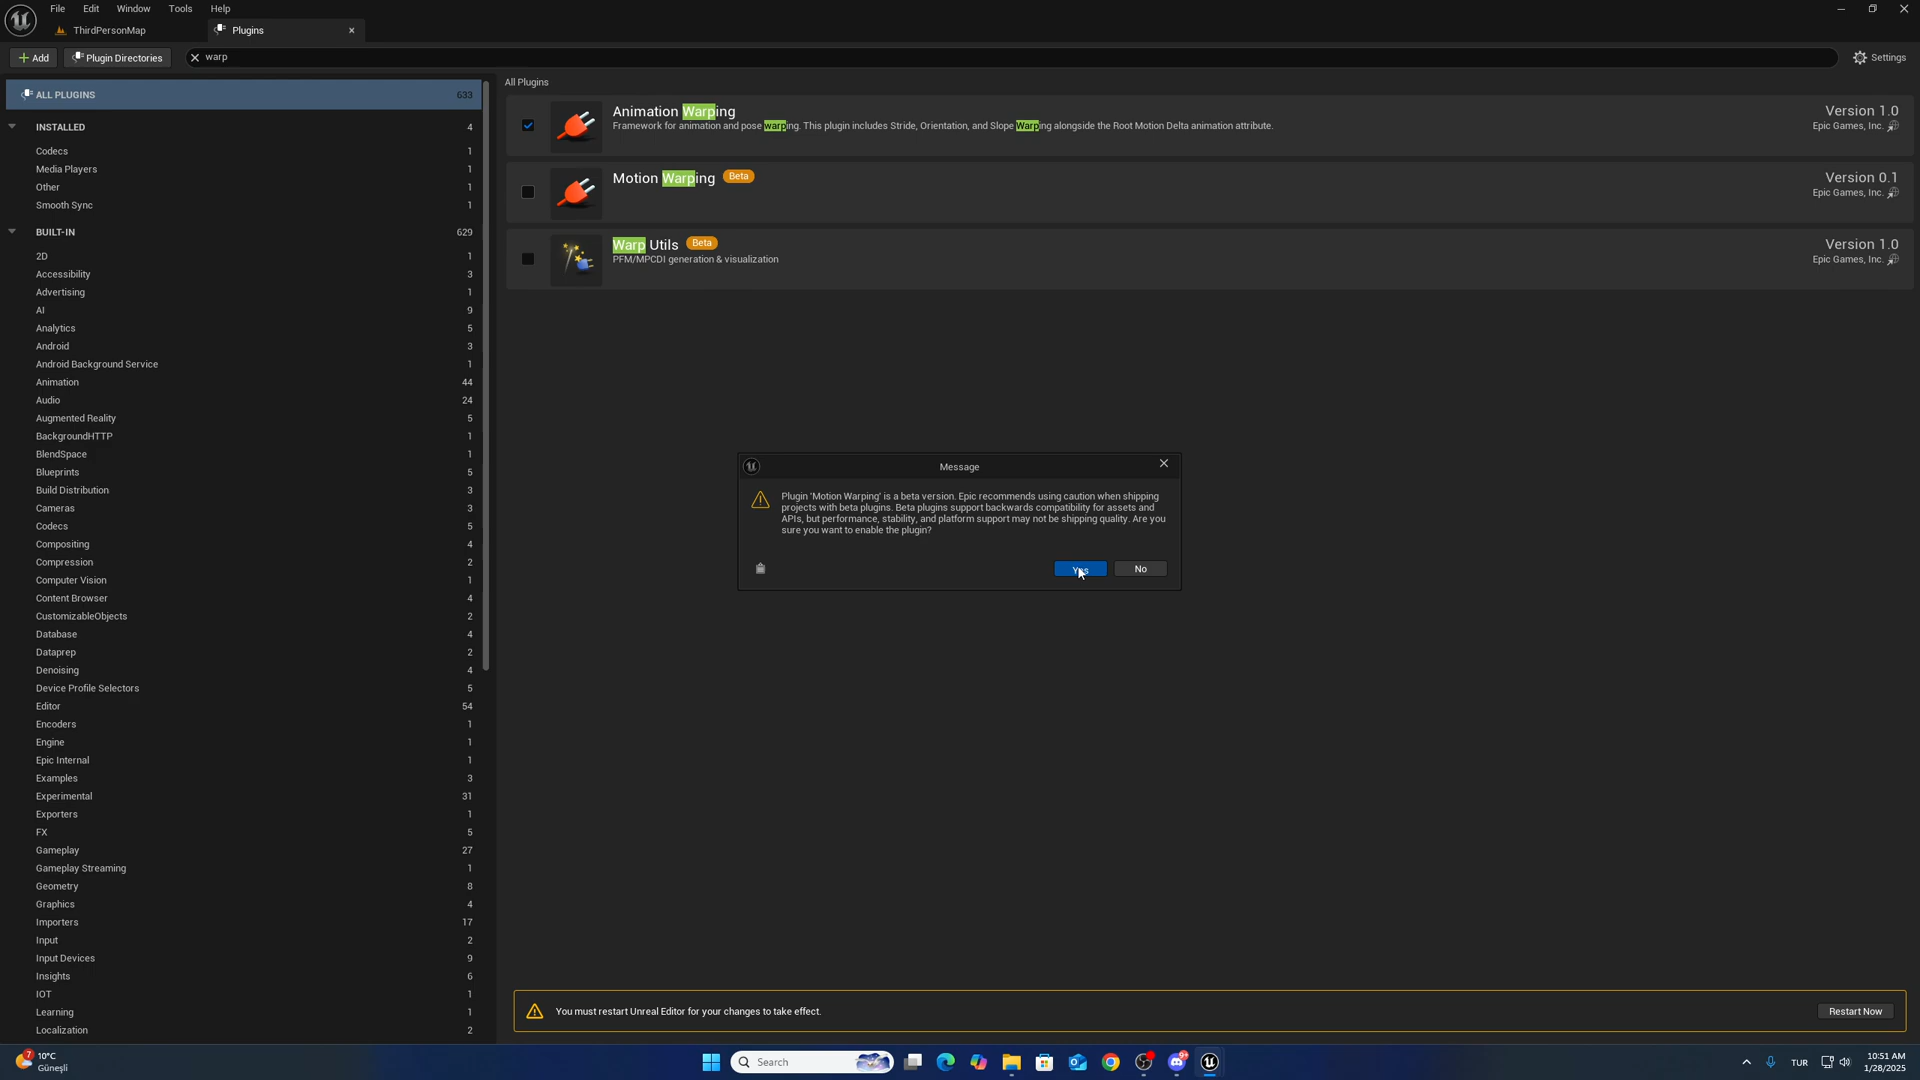 File Edit Window Tools Help
ThirdPersonMap Plugins
Add Plugin Directories warp Settings
ALL PLUGINS 633
INSTALLED 4
Codecs 1
Media Players 1
Other 1
Smooth Sync 1
BUILT-IN 629
2D 1
Accessibility 3
Advertising 1
AI 9
Analytics 5
Android 3
Android Background Service 1
Animation 44
Audio 24
Augmented Reality 5
BackgroundHTTP 1
BlendSpace 1
Blueprints 5
Build Distribution 3
Cameras 3
Codecs 5
Compositing 4
Compression 2
Computer Vision 1
Content Browser 4
CustomizableObjects 2
Database 4
Dataprep 2
Denoising 4
Device Profile Selectors 5
Editor 54
Encoders 1
Engine 1
Epic Internal 1
Examples 3
Experimental 31
Exporters 1
FX 5
Gameplay 27
Gameplay Streaming 1
Geometry 8
Graphics 4
Importers 17
Input 2
Input Devices 9
Insights 6
IOT 1
Learning 1
Localization 2
All Plugins
Animation Warping Version 1.0
Framework for animation and pose warping. This plugin includes Stride, Orientation, and Slope Warping alongside the Root Motion Delta animation attribute. Epic Games, Inc.
Motion Warping Beta Version 0.1
Epic Games, Inc.
Warp Utils Beta Version 1.0
PFM/MPCDI generation & visualization Epic Games, Inc.
Message
Plugin 'Motion Warping' is a beta version. Epic recommends using caution when shipping
projects with beta plugins. Beta plugins support backwards compatibility for assets and
APIs, but performance, stability, and platform support may not be shipping quality. Are you
sure you want to enable the plugin?
Yes No
You must restart Unreal Editor for your changes to take effect. Restart Now
7 10°C
Güneşli
Search
9+
TUR
10:51 AM
1/28/2025